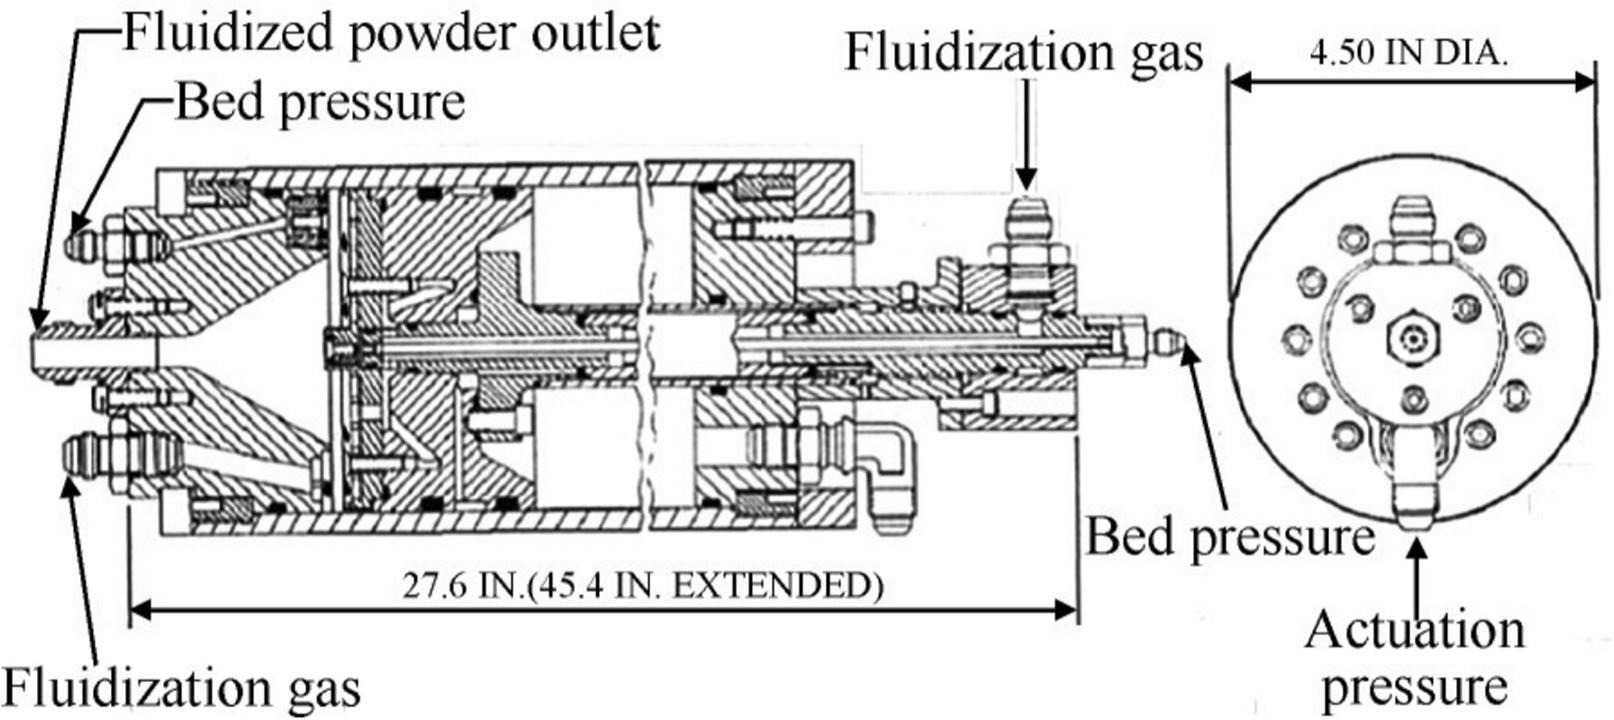 Fluidized powder outlet
Bed pressure
Fluidization gas
4.50 IN DIA.
Bed pressure
27.6 IN.(45.4 IN. EXTENDED)
Actuation
pressure
Fluidization gas